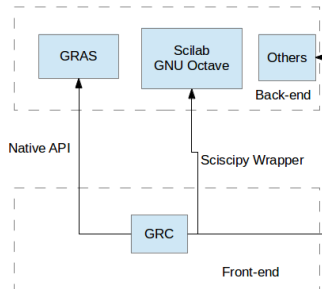 GRAS
Scilab
GNU Octave
Others
Back-end
Native API
Sciscipy Wrapper
GRC
Front-end